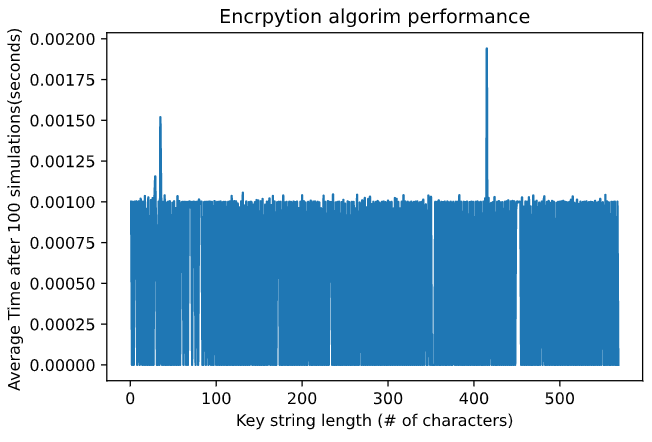 Encrpytion algorim performance
Average Time after 100 simulations(seconds)
0.00200
0.00175
0.00150
0.00125
0.00100
0.00075
0.00050
0.00025
0.00000
0 100 200 300 400 500
Key string length (# of characters)